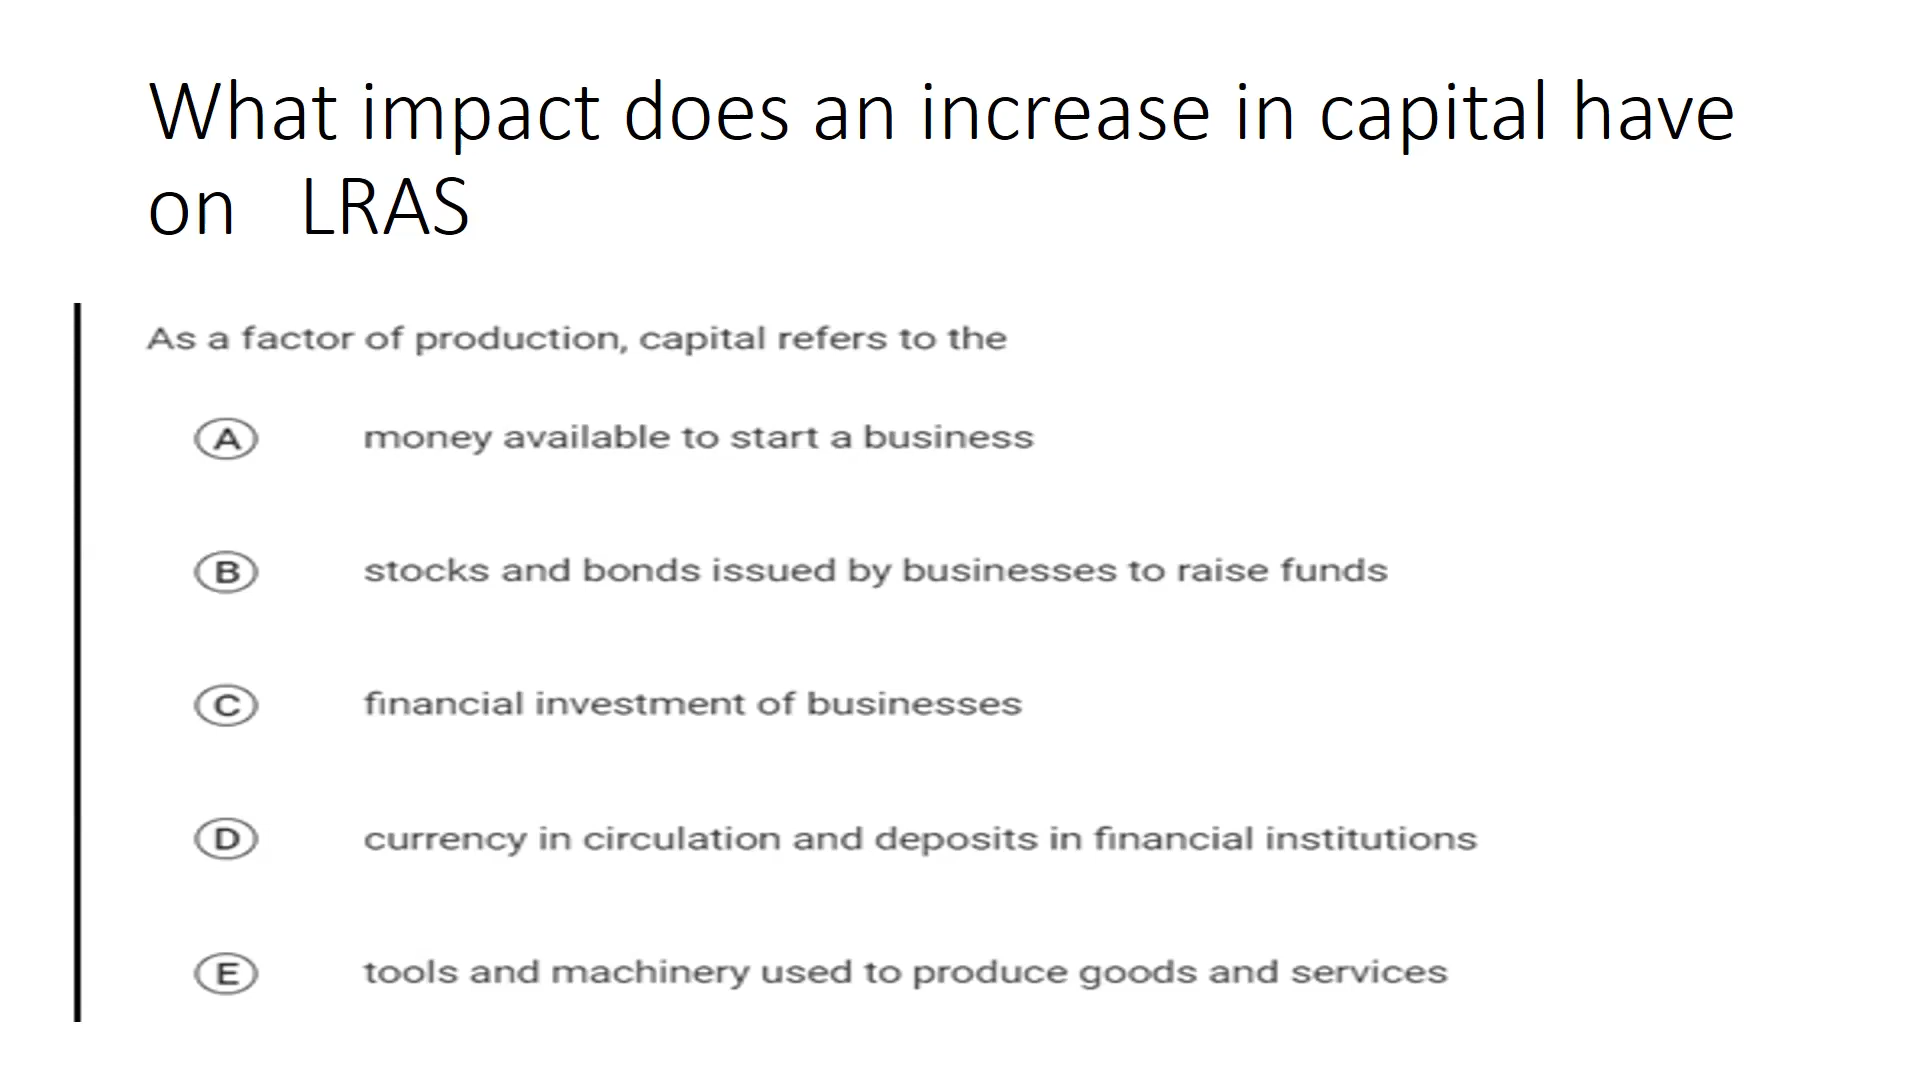 What impact does an increase in capital have
on LRAS
As a factor of production, capital refers to the
A money available to start a business
B stocks and bonds issued by businesses to raise funds
C financial investment of businesses
D currency in circulation and deposits in financial institutions
E tools and machinery used to produce goods and services